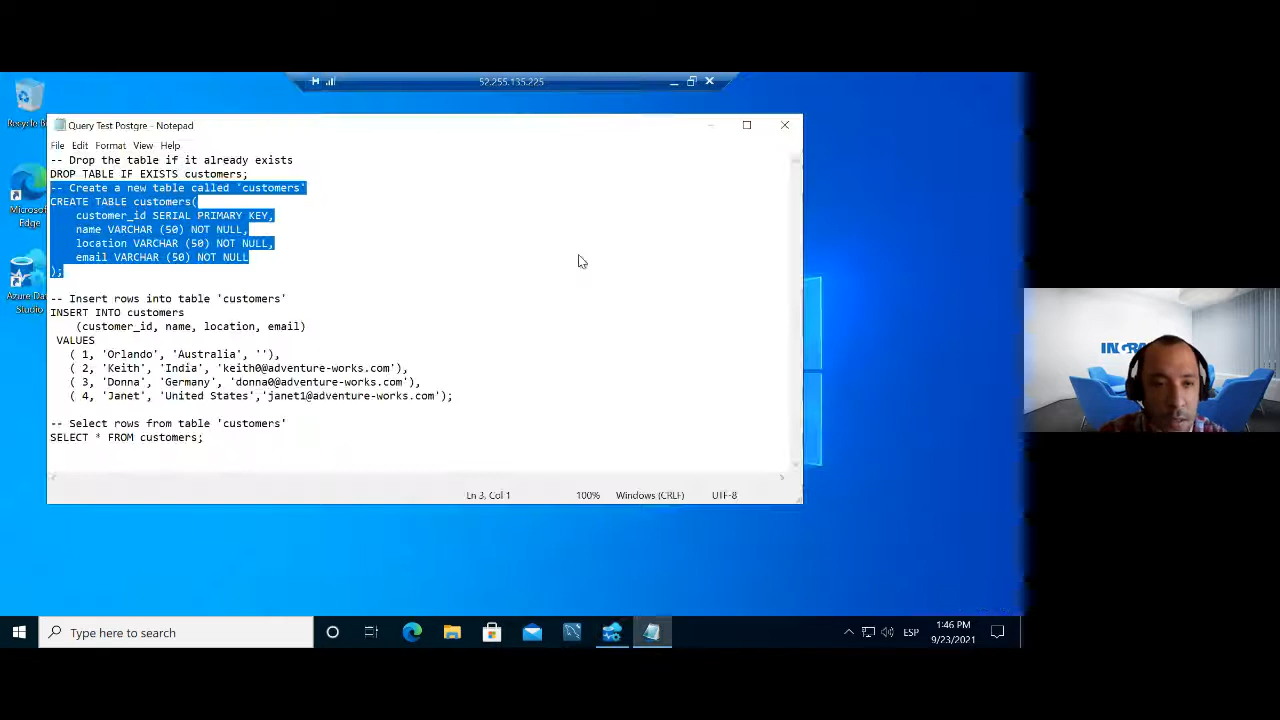 52.255.135.225
Recycle B
Query Test Postgre - Notepad
File Edit Format View Help
-- Drop the table if it already exists
DROP TABLE IF EXISTS customers;
-- Create a new table called 'customers'
CREATE TABLE customers(
customer_id SERIAL PRIMARY KEY,
name VARCHAR (50) NOT NULL,
location VARCHAR (50) NOT NULL,
email VARCHAR (50) NOT NULL
);
-- Insert rows into table 'customers'
INSERT INTO customers
(customer_id, name, location, email)
VALUES
( 1, 'Orlando', 'Australia', ''),
( 2, 'Keith', 'India', 'keith0@adventure-works.com'),
( 3, 'Donna', 'Germany', 'donna0@adventure-works.com'),
( 4, 'Janet', 'United States','janet1@adventure-works.com');
-- Select rows from table 'customers'
SELECT * FROM customers;
Ln 3, Col 1
100%
Windows (CRLF)
UTF-8
Microsoft
Edge
Azure Da
Studio
Type here to search
ESP
1:46 PM
9/23/2021